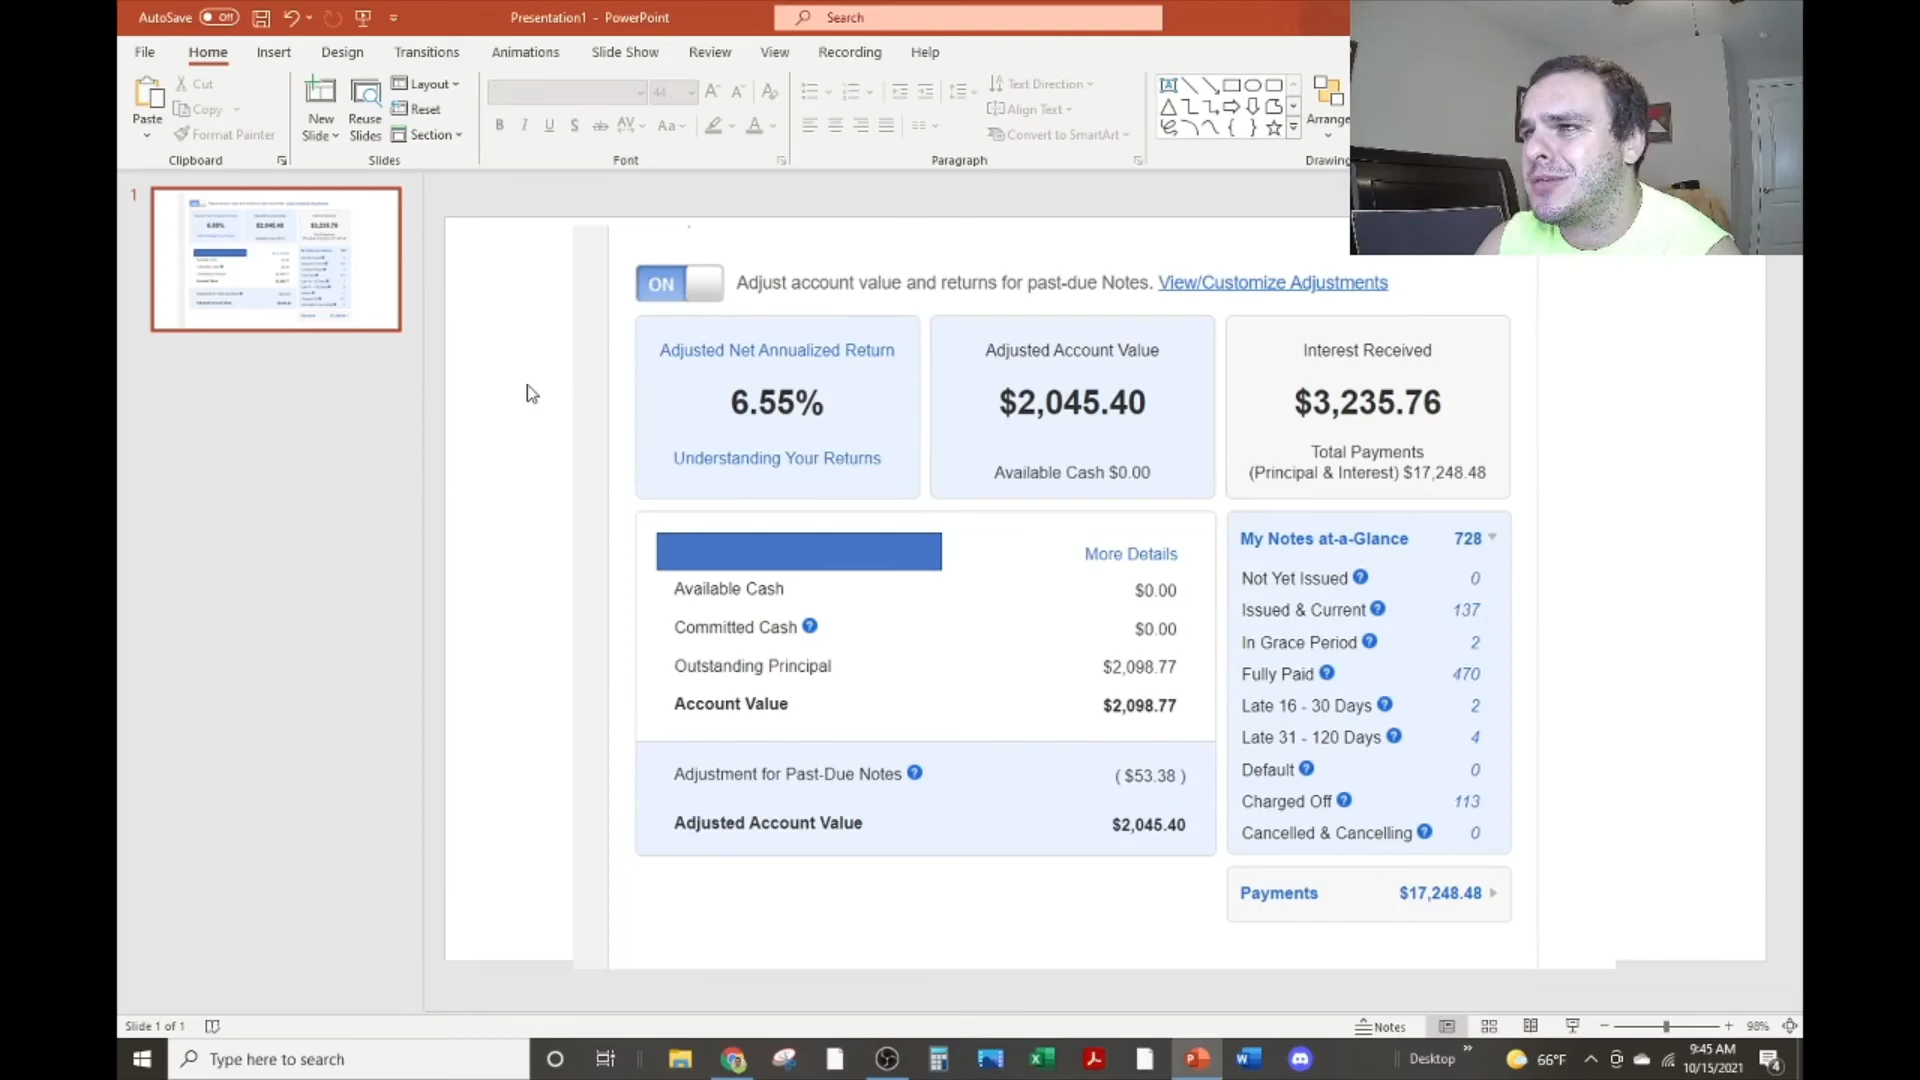 AutoSave Off Presentation1 - PowerPoint Search
File Home Insert Design Transitions Animations Slide Show Review View Recording Help
Paste Cut Copy Format Painter Clipboard
New Slide Reuse Slides Layout Reset Section Slides
44 Font
B I U S ab AV Aa A
Text Direction Align Text Convert to SmartArt Paragraph
Arrange Drawing
1
ON Adjust account value and returns for past-due Notes. View/Customize Adjustments
Adjusted Net Annualized Return
6.55%
Understanding Your Returns
Adjusted Account Value
$2,045.40
Available Cash $0.00
Interest Received
$3,235.76
Total Payments
(Principal & Interest) $17,248.48
More Details
Available Cash $0.00
Committed Cash ? $0.00
Outstanding Principal $2,098.77
Account Value $2,098.77
Adjustment for Past-Due Notes ? ( $53.38 )
Adjusted Account Value $2,045.40
My Notes at-a-Glance 728
Not Yet Issued ? 0
Issued & Current ? 137
In Grace Period ? 2
Fully Paid ? 470
Late 16 - 30 Days ? 2
Late 31 - 120 Days ? 4
Default ? 0
Charged Off ? 113
Cancelled & Cancelling ? 0
Payments $17,248.48
Slide 1 of 1 Notes 98%
Type here to search Desktop 66°F 9:45 AM
10/15/2021 4